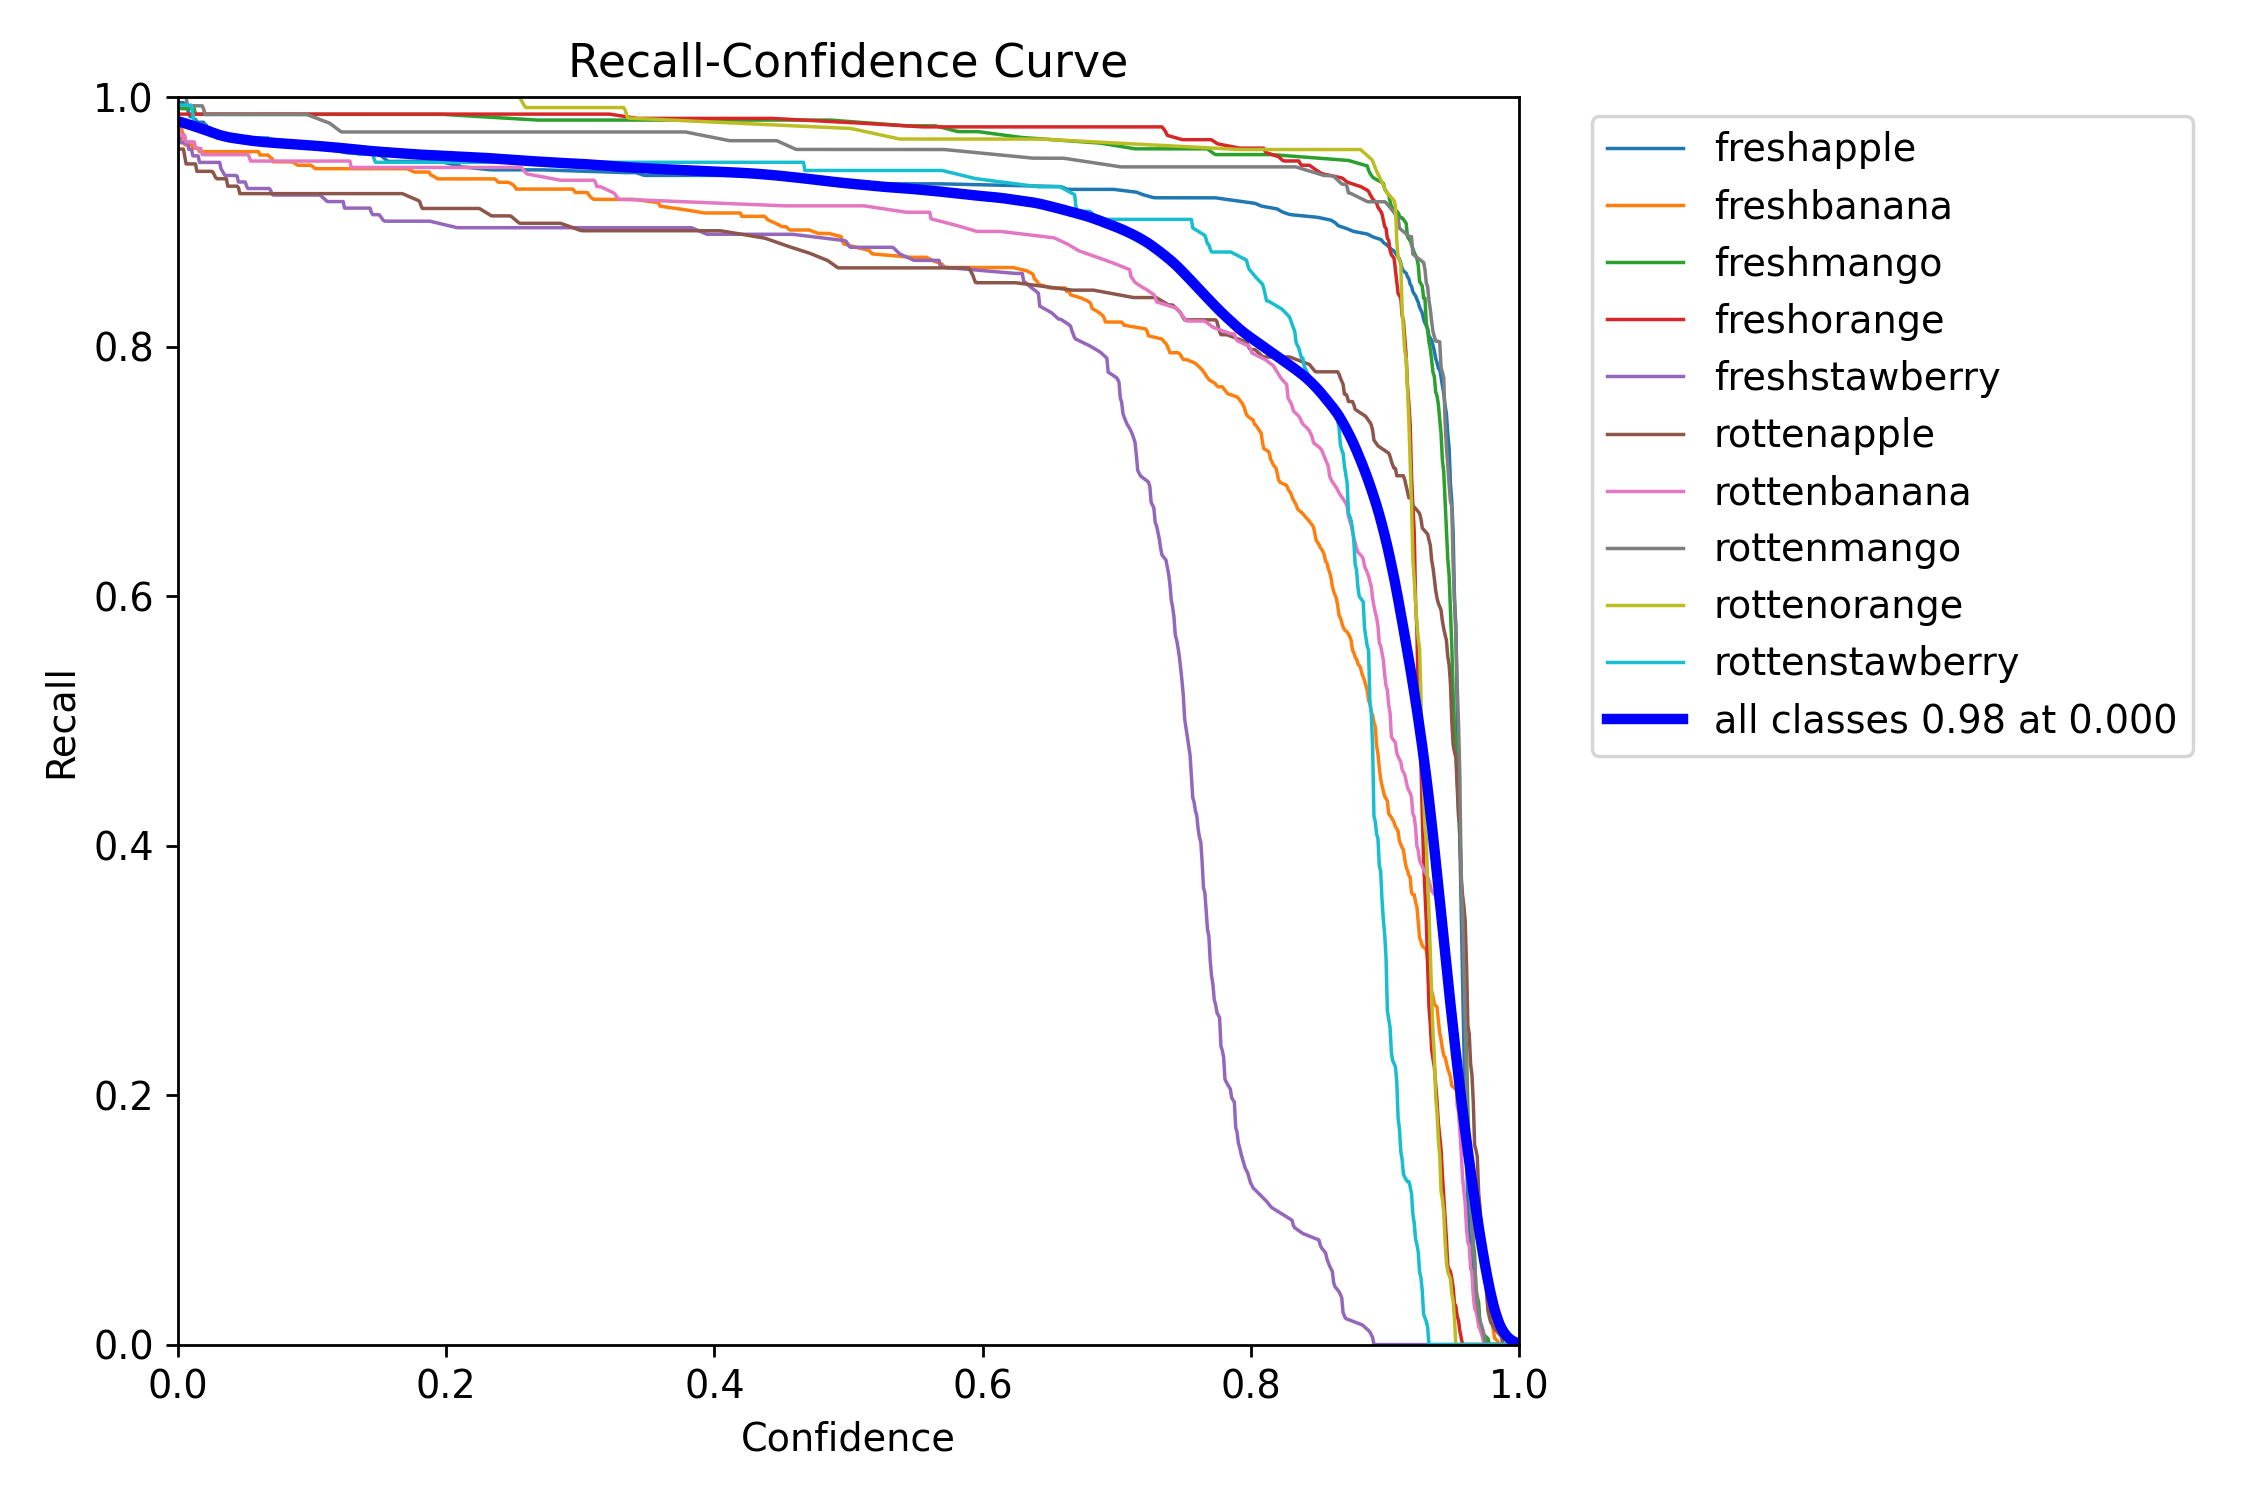 Recall-Confidence Curve
1.0
0.8
0.6
0.4
0.2
0.0
Recall
0.0 0.2 0.4 0.6 0.8 1.0
Confidence
freshapple
freshbanana
freshmango
freshorange
freshstawberry
rottenapple
rottenbanana
rottenmango
rottenorange
rottenstawberry
all classes 0.98 at 0.000